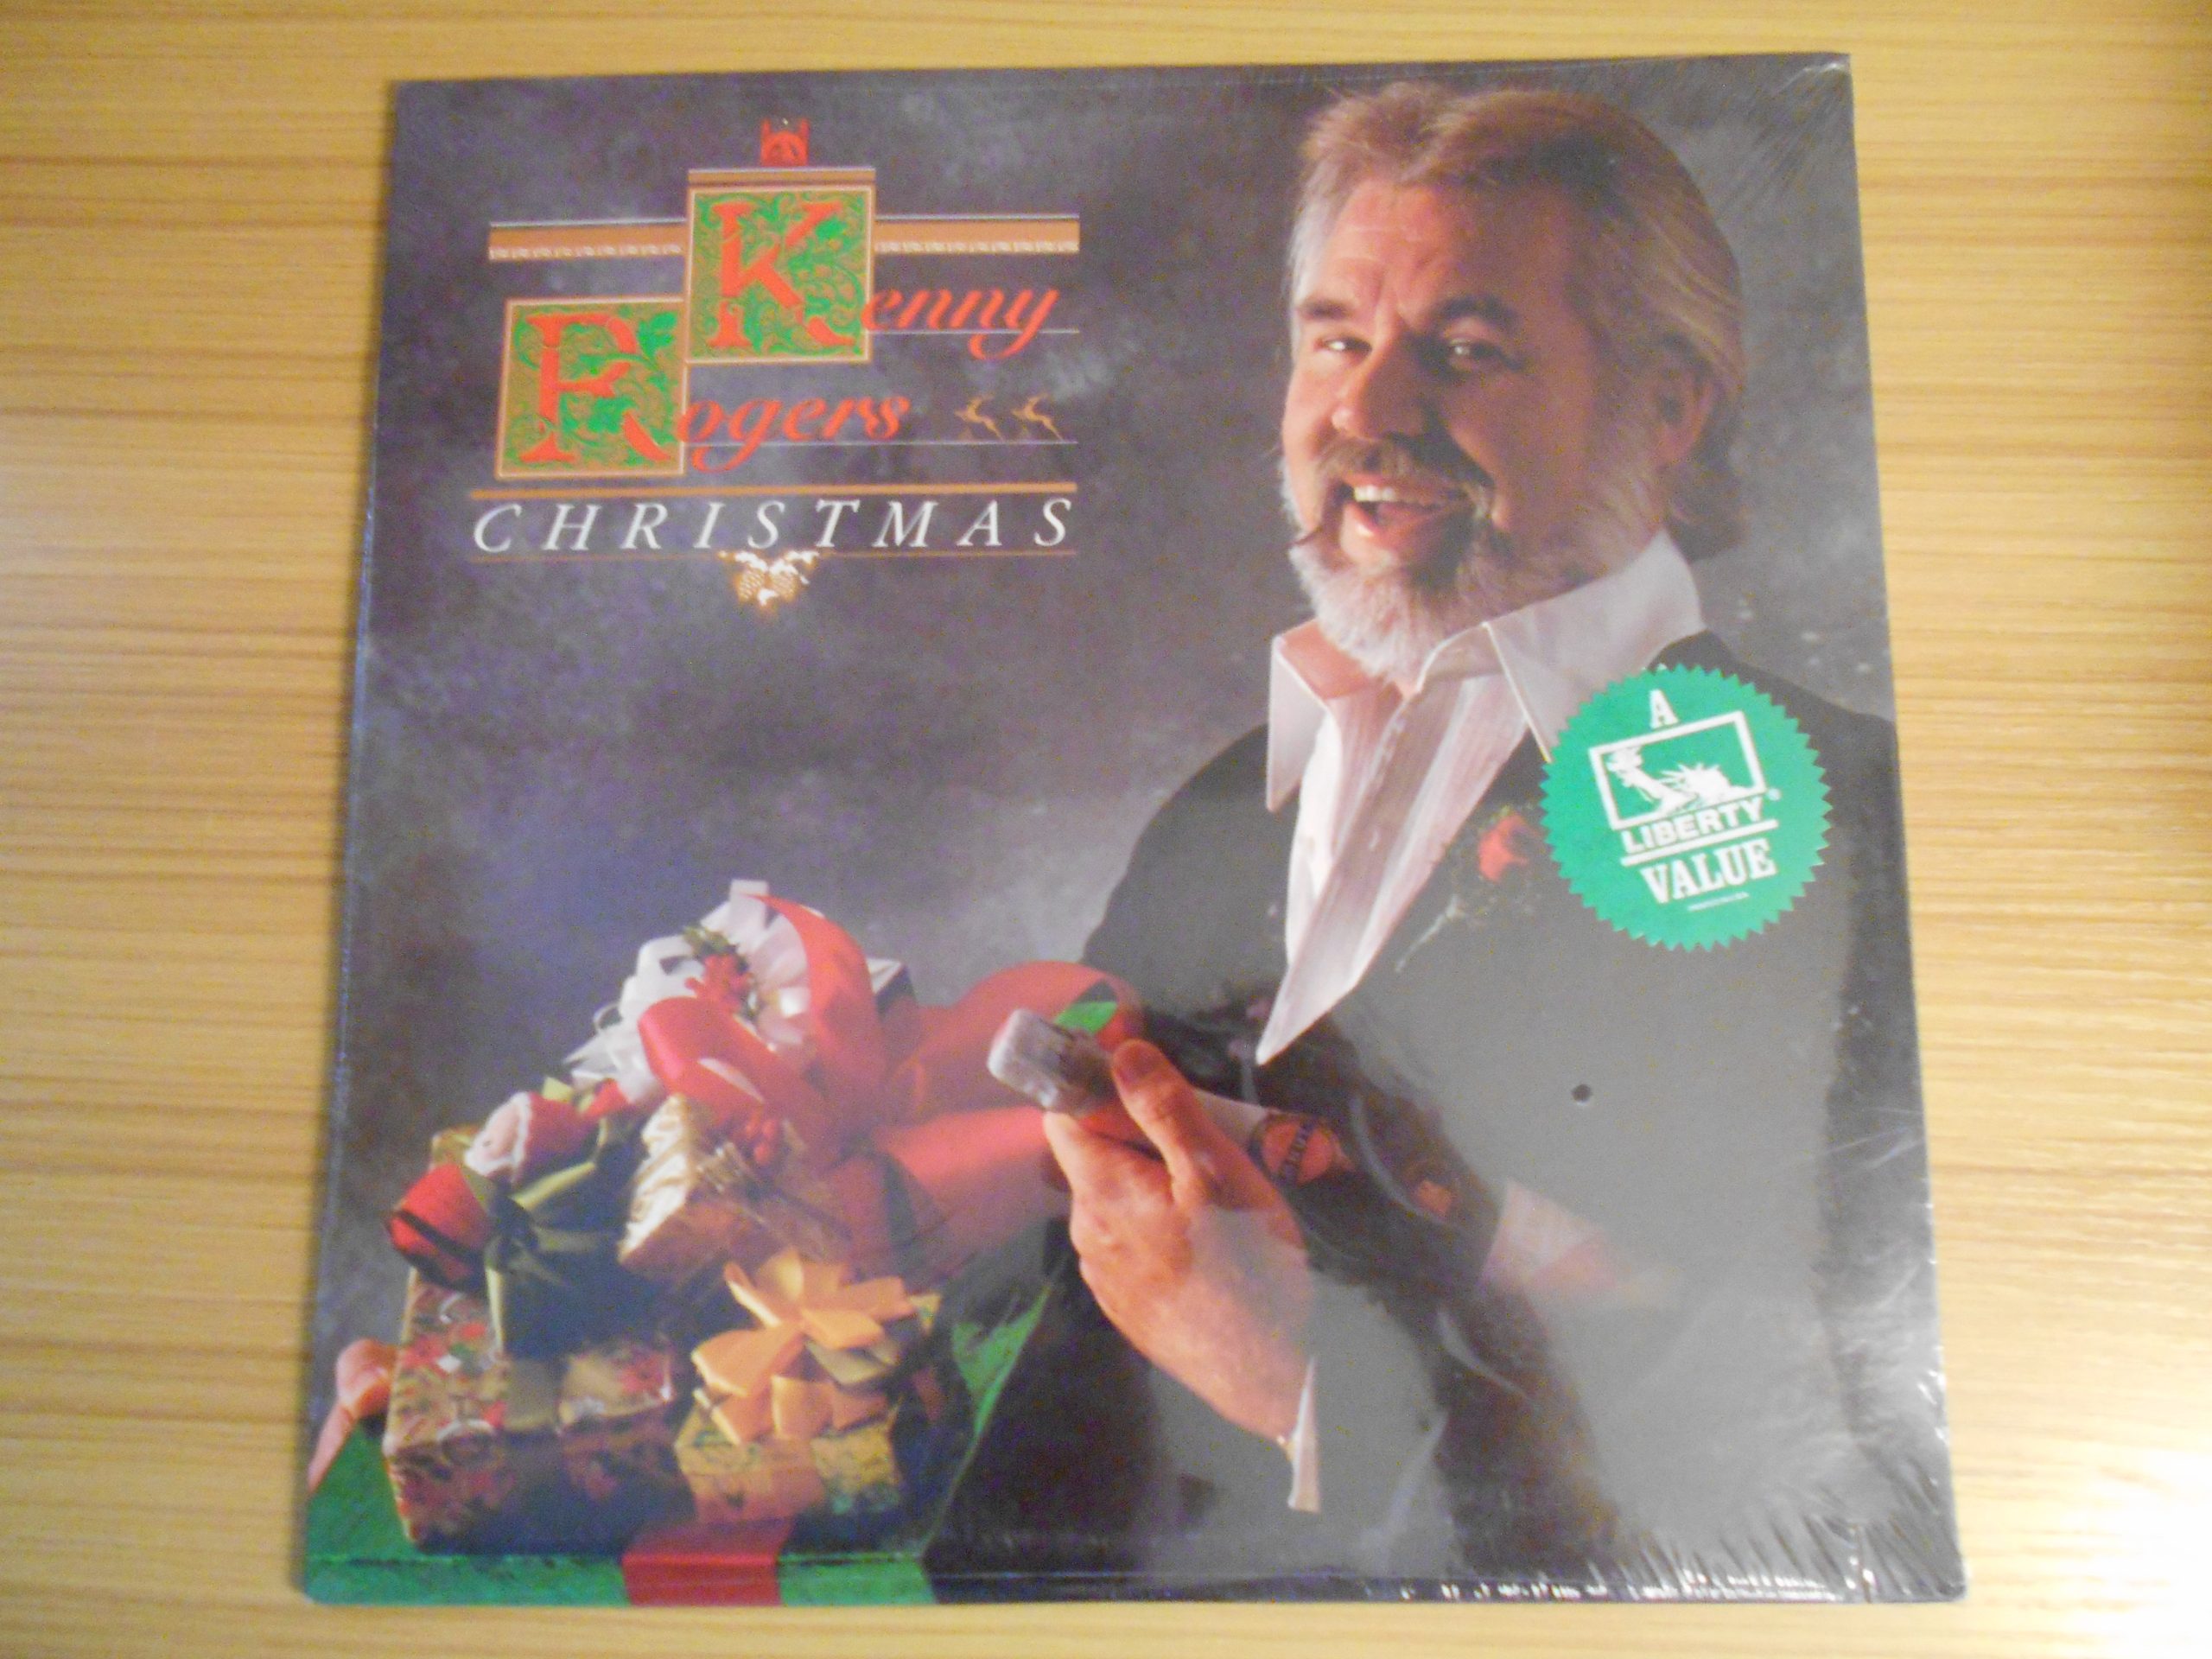 Kenny
Rogers
CHRISTMAS
A
LIBERTY®
VALUE